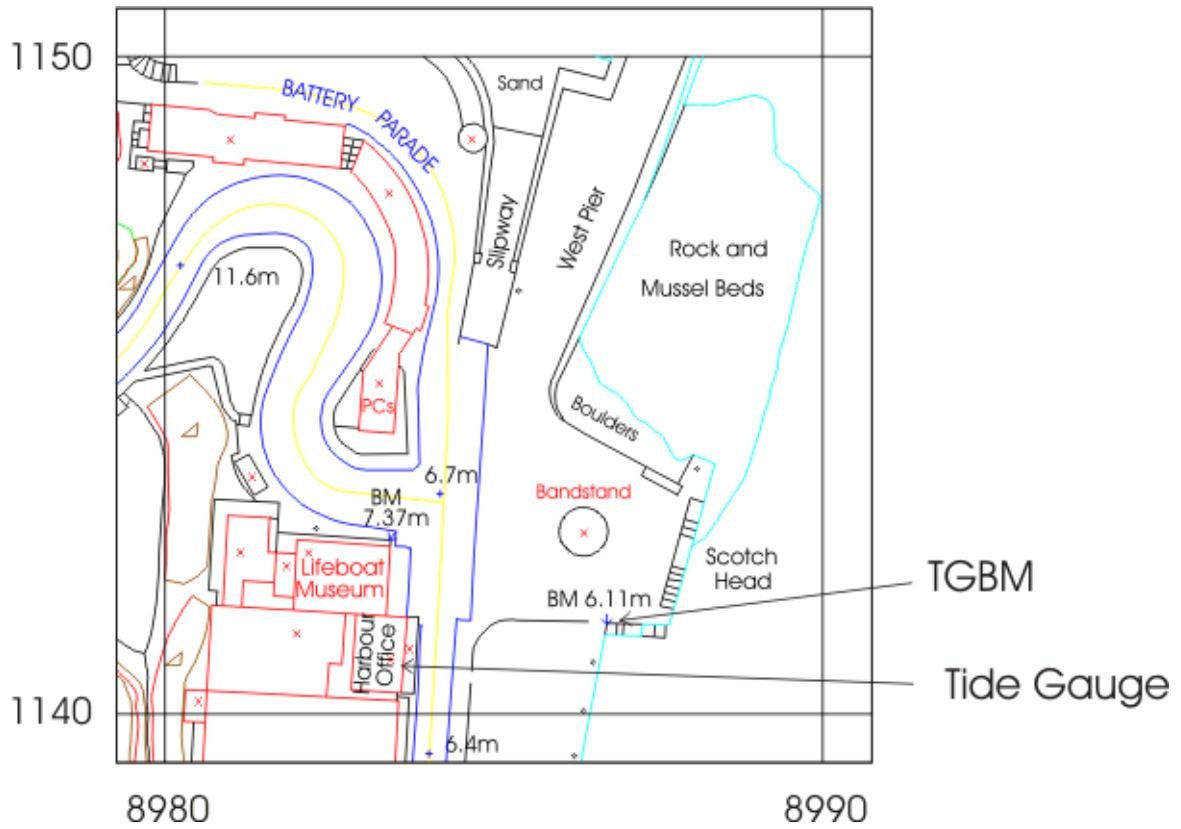 1150
BATTERY PARADE
Sand
Slipway
West Pier
Rock and
Mussel Beds
11.6m
PCs
Boulders
6.7m
BM
7.37m
Bandstand
Lifeboat
Museum
Scotch
Head
TGBM
BM 6.11m
Harbour
Office
Tide Gauge
1140
6.4m
8980
8990